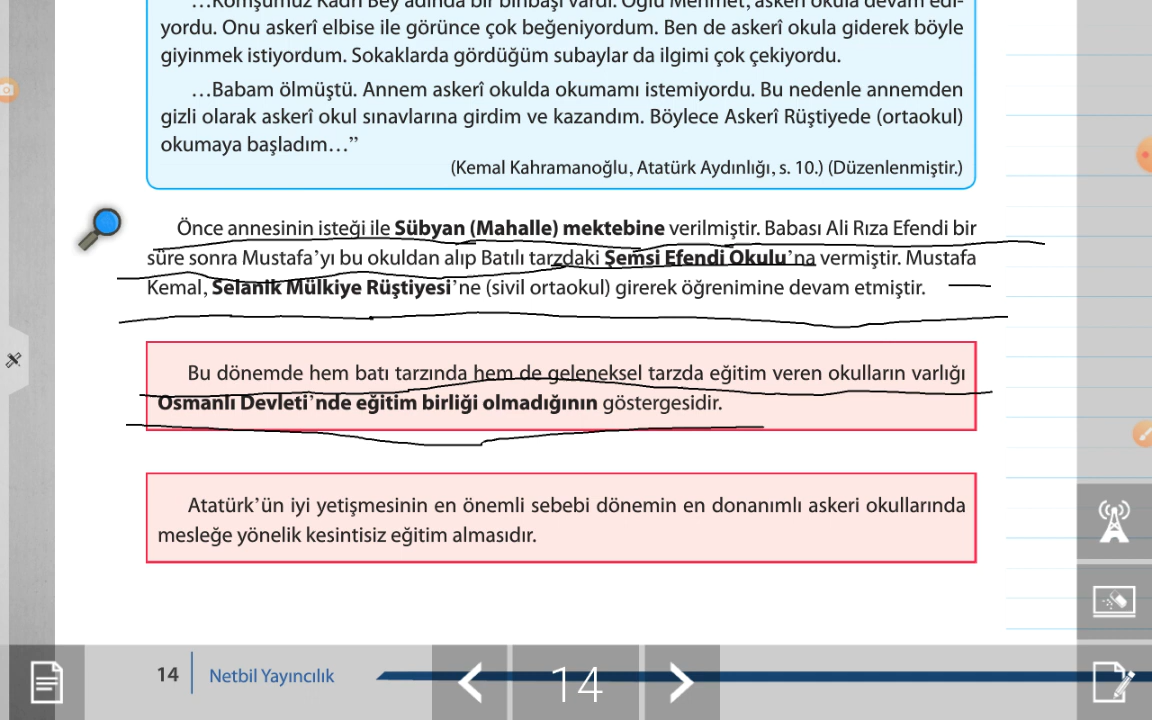 …Komşumuz Kadri Bey adında bir binbaşı vardı. Oğlu Mehmet, askerî okula devam edi-
yordu. Onu askerî elbise ile görünce çok beğeniyordum. Ben de askerî okula giderek böyle
giyinmek istiyordum. Sokaklarda gördüğüm subaylar da ilgimi çok çekiyordu.
…Babam ölmüştü. Annem askerî okulda okumamı istemiyordu. Bu nedenle annemden
gizli olarak askerî okul sınavlarına girdim ve kazandım. Böylece Askerî Rüştiyede (ortaokul)
okumaya başladım…”
(Kemal Kahramanoğlu, Atatürk Aydınlığı, s. 10.) (Düzenlenmiştir.)
Önce annesinin isteği ile Sübyan (Mahalle) mektebine verilmiştir. Babası Ali Rıza Efendi bir
süre sonra Mustafa’yı bu okuldan alıp Batılı tarzdaki Şemsi Efendi Okulu’na vermiştir. Mustafa
Kemal, Selanik Mülkiye Rüştiyesi’ne (sivil ortaokul) girerek öğrenimine devam etmiştir.
Bu dönemde hem batı tarzında hem de geleneksel tarzda eğitim veren okulların varlığı
Osmanlı Devleti’nde eğitim birliği olmadığının göstergesidir.
Atatürk’ün iyi yetişmesinin en önemli sebebi dönemin en donanımlı askeri okullarında
mesleğe yönelik kesintisiz eğitim almasıdır.
14 Netbil Yayıncılık
14